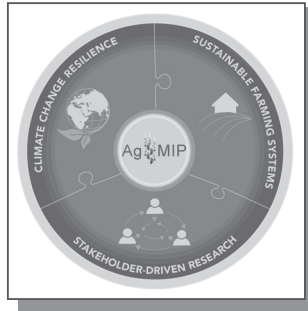 CLIMATE CHANGE RESILIENCE
SUSTAINABLE FARMING SYSTEMS
AgMIP
STAKEHOLDER-DRIVEN RESEARCH